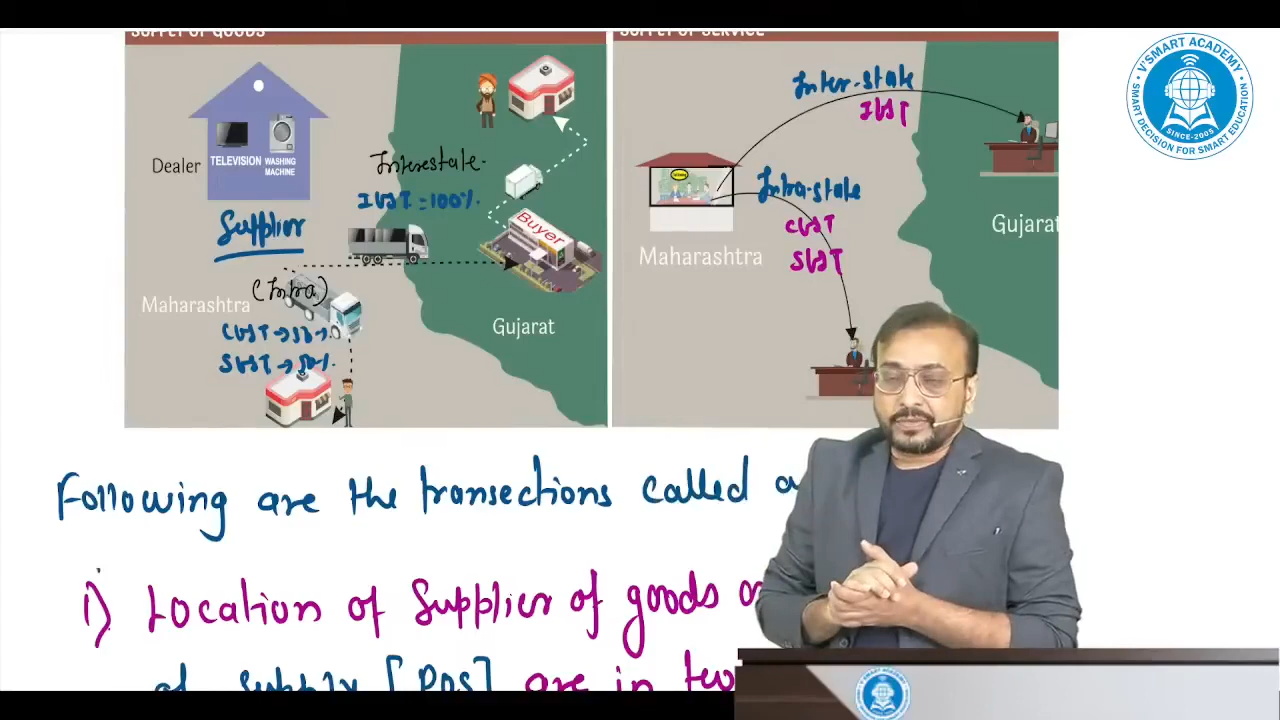 SUPPLY OF GOODS
SUPPLY OF SERVICE
Dealer
TELEVISION
WASHING
MACHINE
Supplier
Interestate.
IGST = 100%.
Buyer
Maharashtra
(Intra)
CGST → 50%
SGST → 50%.
Gujarat
Inter-state
IGST
Intra-state
CGST
SGST
Maharashtra
Gujarat
Following are the transections called a
i) Location of Supplier of goods o
of supply [POS] are in two
V'SMART ACADEMY
SMART DECISION FOR SMART EDUCATION
SINCE-2005